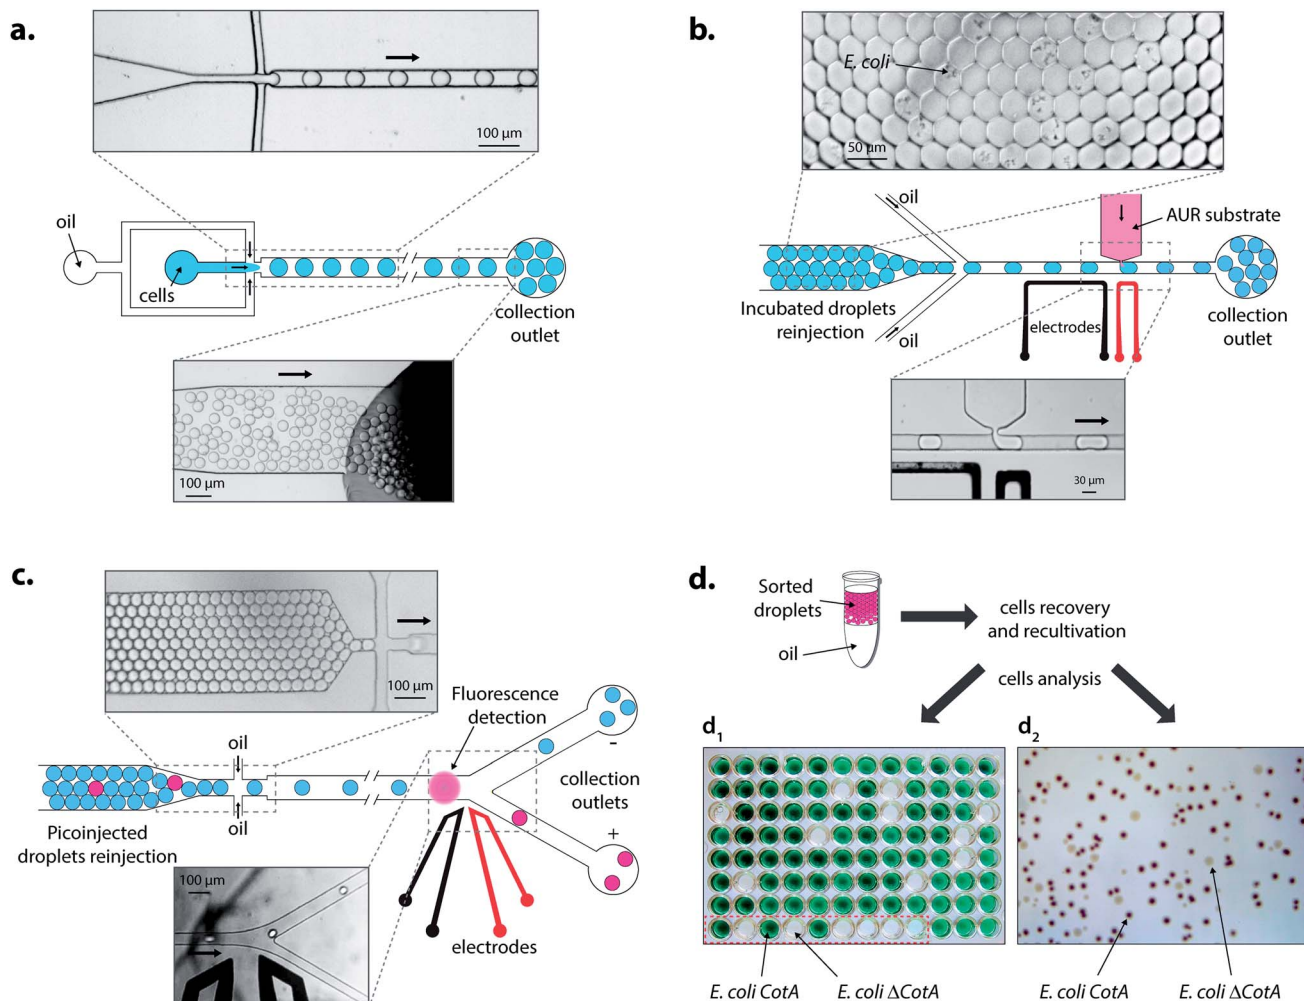 a.
100 µm
oil
cells
collection
outlet
100 µm
b.
E. coli
50 µm
oil
AUR substrate
Incubated droplets
reinjection
oil
electrodes
collection
outlet
30 µm
c.
100 µm
Fluorescence
detection
oil
-
collection
outlets
+
oil
Picoinjected
droplets reinjection
100 µm
electrodes
d.
Sorted
droplets
oil
cells recovery
and recultivation
cells analysis
d1
d2
E. coli CotA
E. coli ΔCotA
E. coli CotA
E. coli ΔCotA